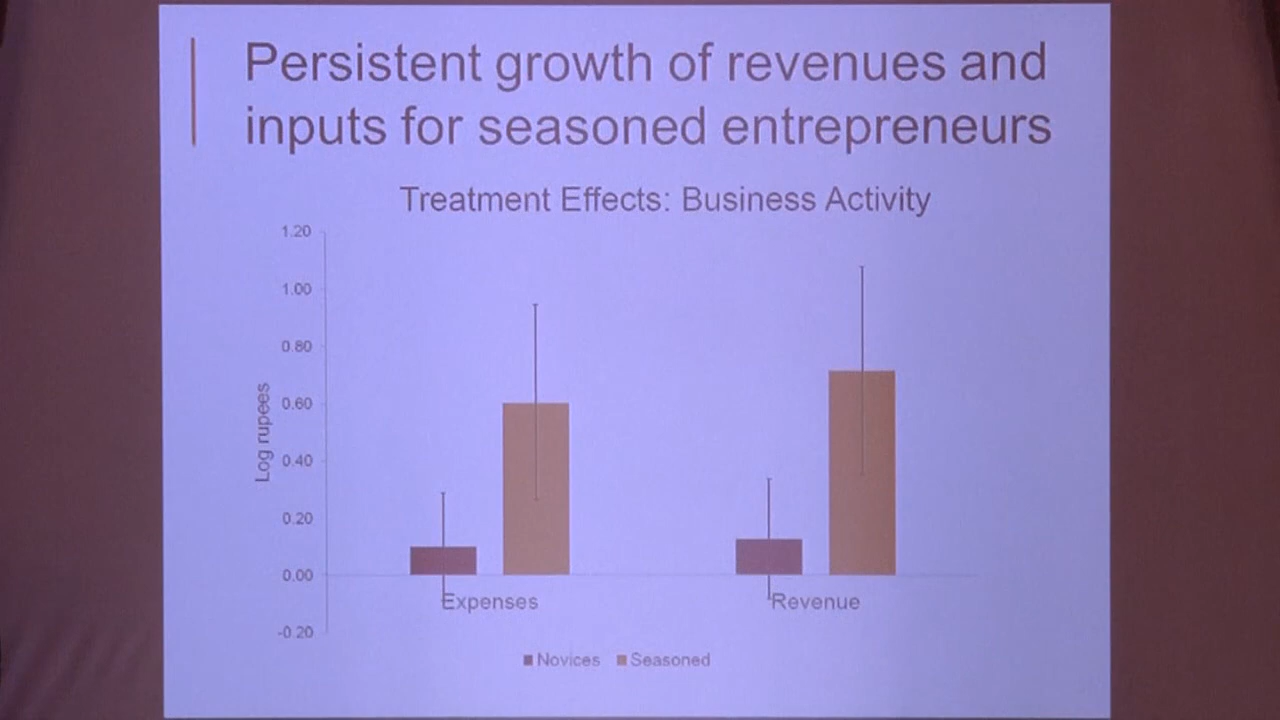 Persistent growth of revenues and
inputs for seasoned entrepreneurs
Treatment Effects: Business Activity
1.20
1.00
0.80
0.60
0.40
0.20
0.00
-0.20
Log rupees
Expenses
Revenue
Novices
Seasoned